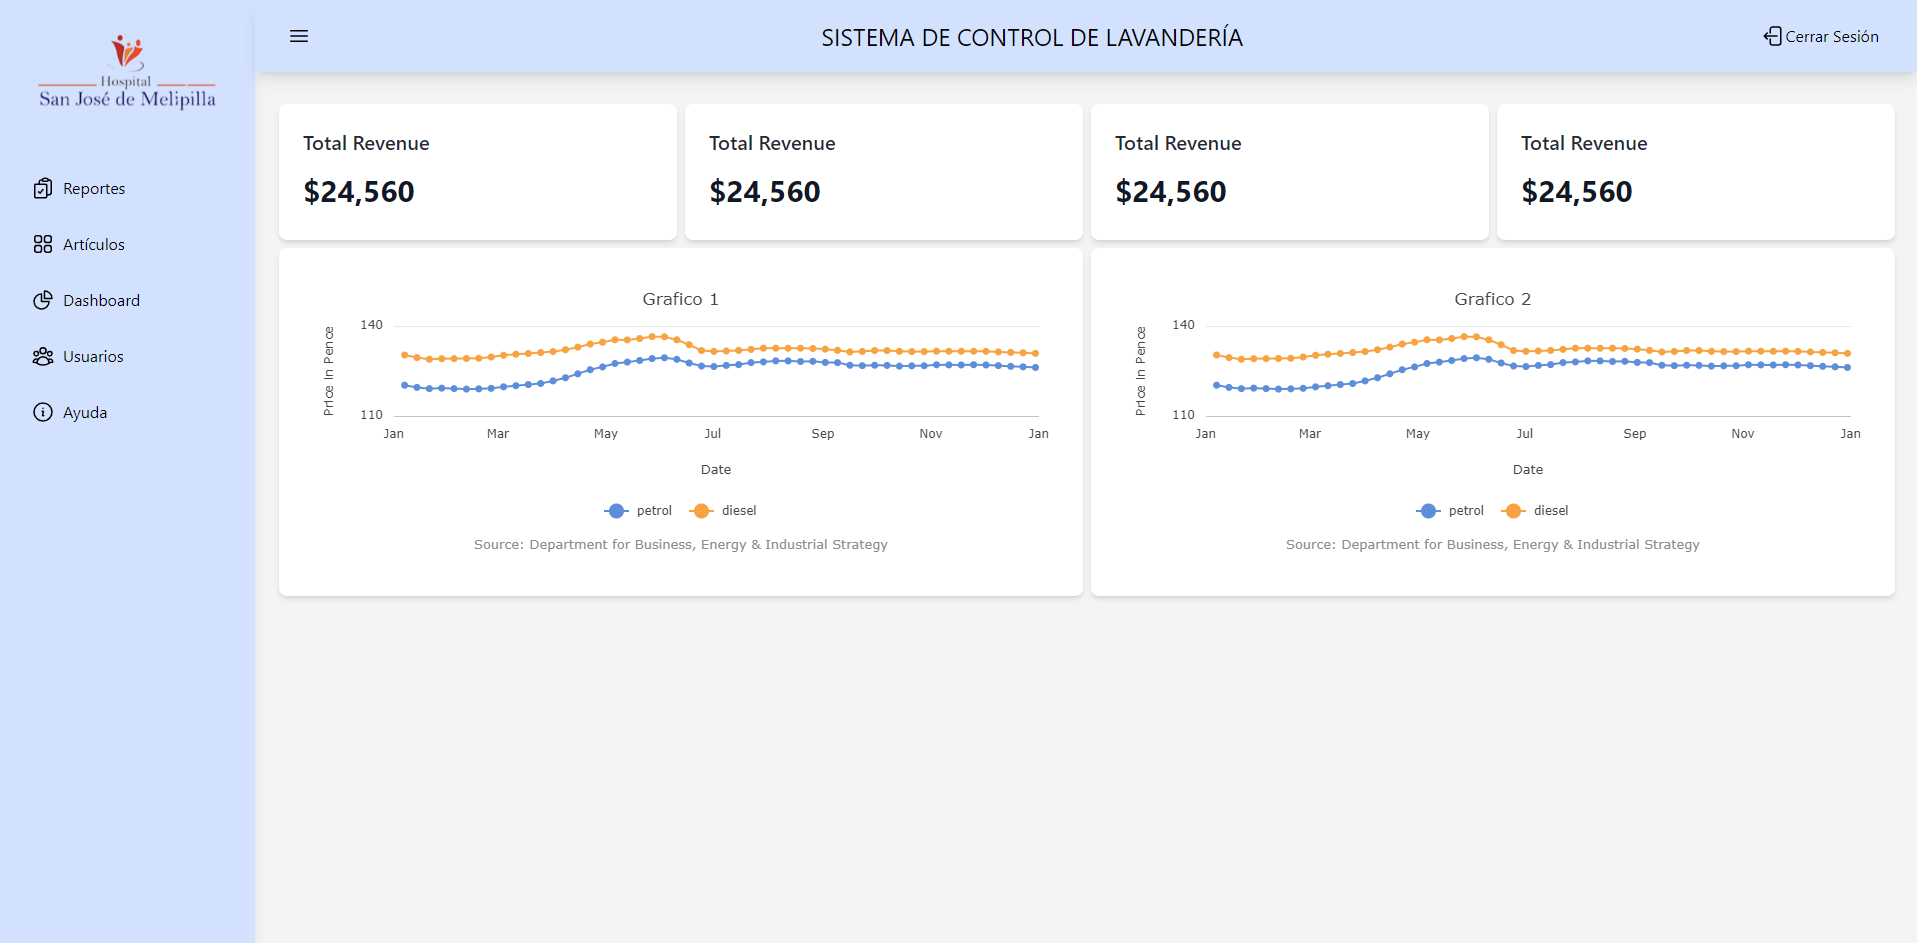 Hospital
San José de Melipilla
SISTEMA DE CONTROL DE LAVANDERÍA
Cerrar Sesión
Reportes
Artículos
Dashboard
Usuarios
Ayuda
Total Revenue
$24,560
Total Revenue
$24,560
Total Revenue
$24,560
Total Revenue
$24,560
Grafico 1
Price In Pence
140
110
Jan Mar May Jul Sep Nov Jan
Date
petrol diesel
Source: Department for Business, Energy & Industrial Strategy
Grafico 2
Price In Pence
140
110
Jan Mar May Jul Sep Nov Jan
Date
petrol diesel
Source: Department for Business, Energy & Industrial Strategy